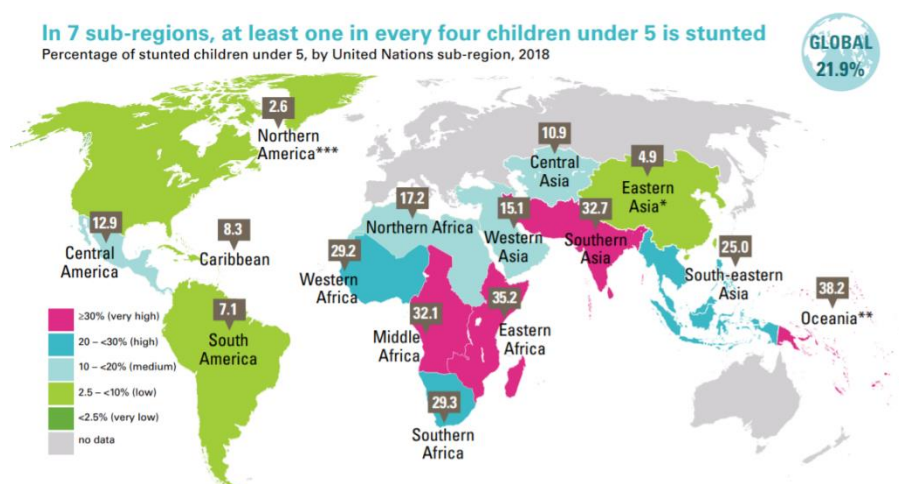 In 7 sub-regions, at least one in every four children under 5 is stunted
Percentage of stunted children under 5, by United Nations sub-region, 2018
GLOBAL
21.9%
2.6
Northern
America***
10.9
Central
Asia
4.9
Eastern
Asia*
17.2
Northern Africa
15.1
Western
Asia
32.7
Southern
Asia
12.9
Central
America
8.3
Caribbean
29.2
Western
Africa
25.0
South-eastern
Asia
38.2
Oceania**
7.1
South
America
32.1
Middle
Africa
35.2
Eastern
Africa
29.3
Southern
Africa
≥30% (very high)
20 – <30% (high)
10 – <20% (medium)
2.5 – <10% (low)
<2.5% (very low)
no data